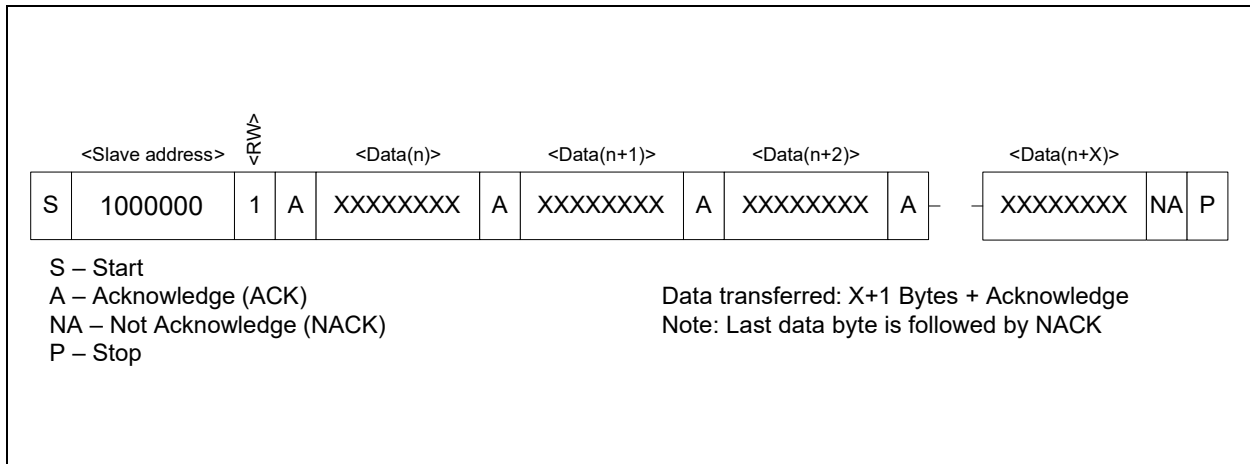 <RW>
<Slave address> <Data(n)> <Data(n+1)> <Data(n+2)> <Data(n+X)>
S 1000000 1 A XXXXXXXX A XXXXXXXX A XXXXXXXX A XXXXXXXX NA P
S – Start
A – Acknowledge (ACK) Data transferred: X+1 Bytes + Acknowledge
NA – Not Acknowledge (NACK) Note: Last data byte is followed by NACK
P – Stop